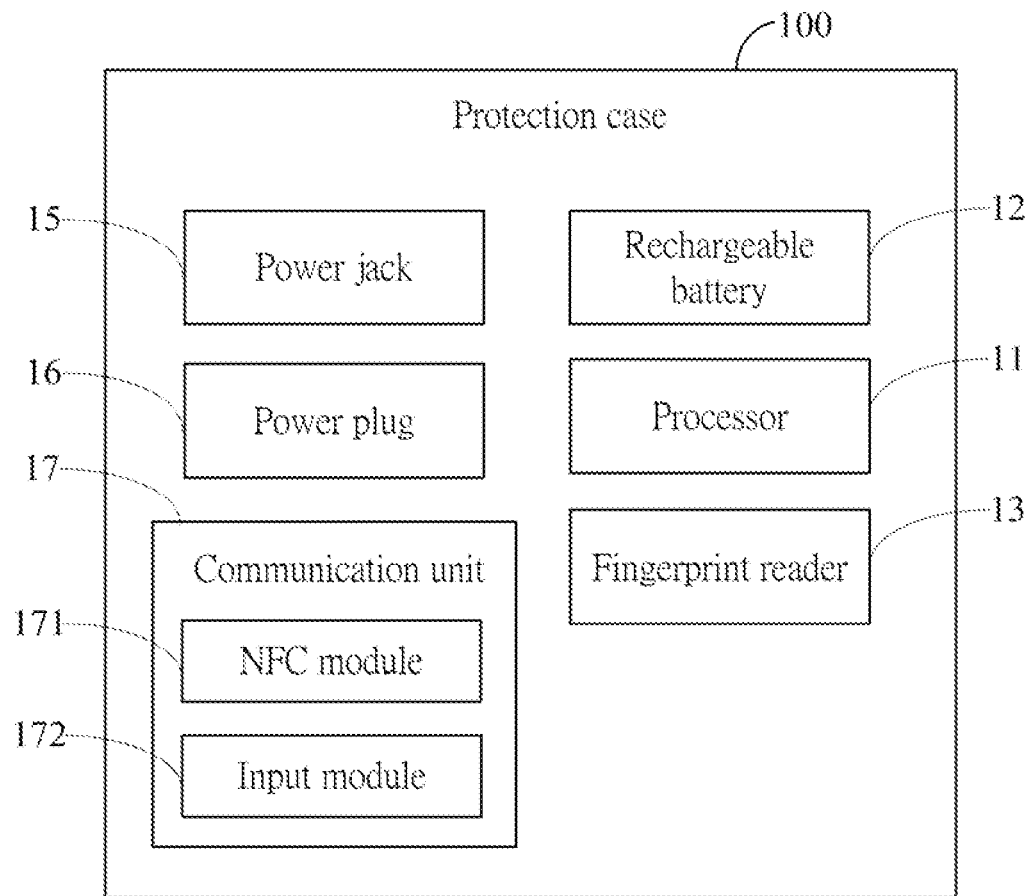 100
Protection case
15
Power jack
12
Rechargeable
battery
16
Power plug
11
Processor
17
Communication unit
13
Fingerprint reader
171
NFC module
172
Input module